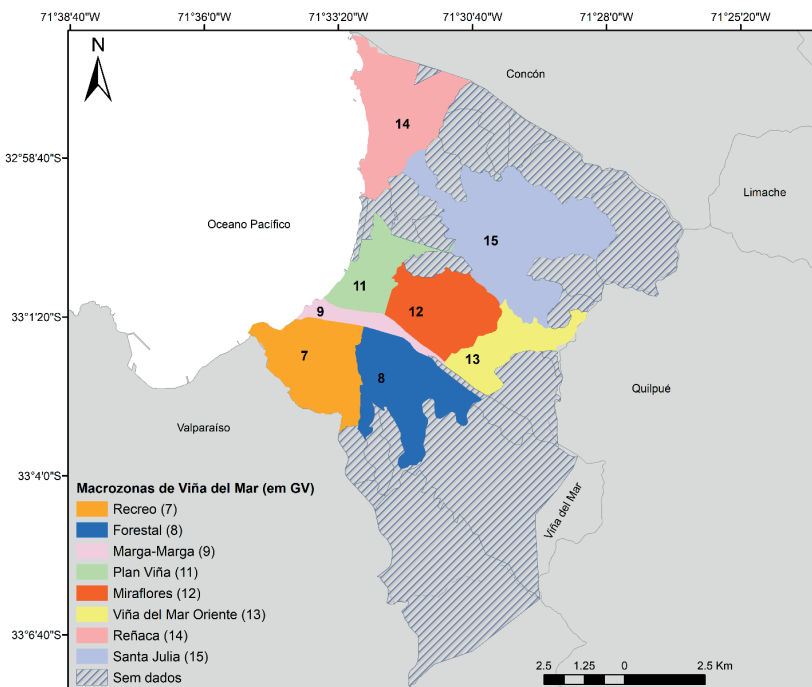 71°38'40"O 71°36'0"O 71°33'20"O 71°30'40"O 71°28'0"O 71°25'20"O
N
Concón
14
32°58'40"S
Limache
Oceano Pacífico
15
11
33°1'20"S
9
12
7
13
8
Quilpué
Valparaíso
33°4'0"S
Viña del Mar
Macrozonas de Viña del Mar (em GV)
Recreo (7)
Forestal (8)
Marga-Marga (9)
Plan Viña (11)
Miraflores (12)
Viña del Mar Oriente (13)
33°6'40"S
Reñaca (14)
Santa Julia (15)
Sem dados
2.5 1.25 0 2.5 Km